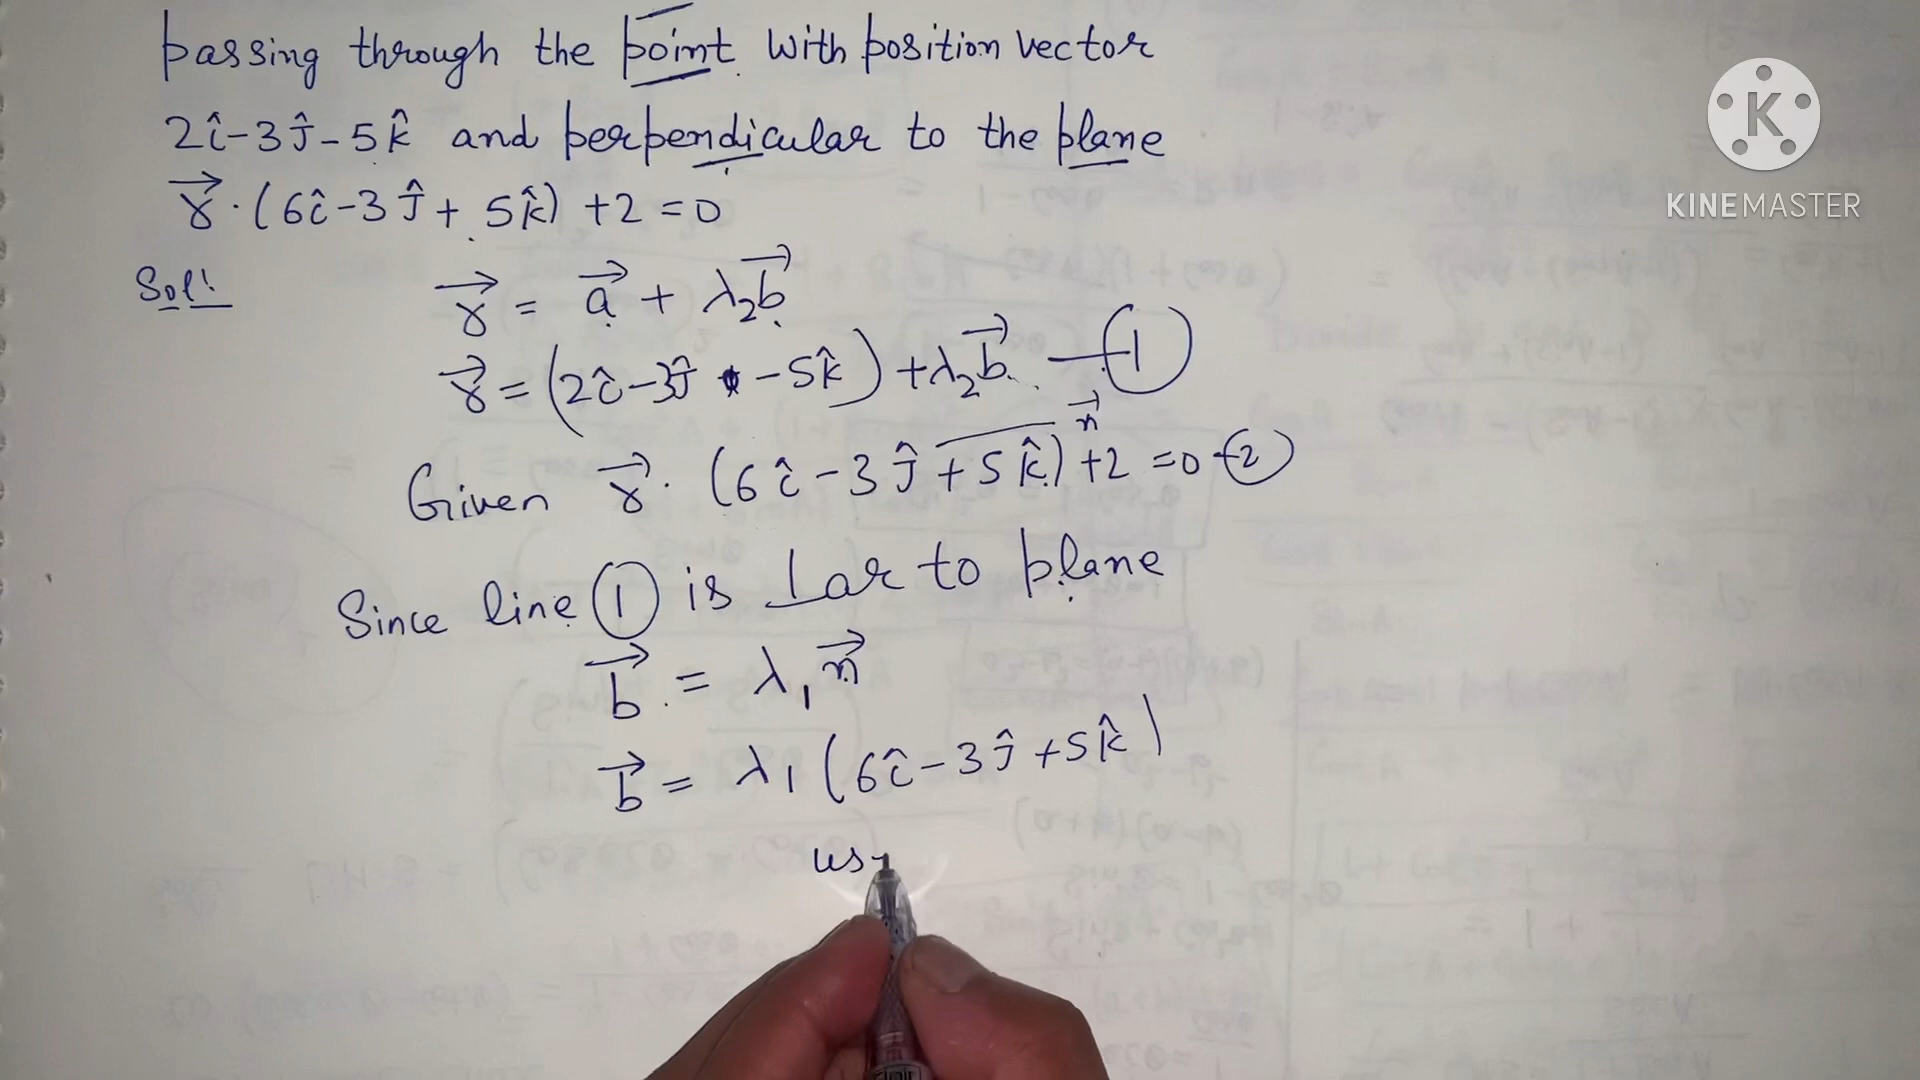 passing through the point with position vector
2î-3ĵ-5k̂ and perpendicular to the plane
r⃗·(6î-3ĵ+5k̂)+2=0
Sol:
r⃗ = a⃗ + λ₂b⃗
r⃗ = (2î-3ĵ -5k̂)+λ₂b⃗ —①
n⃗
Given r⃗· (6î-3ĵ+5k̂)+2=0-②
Since line ① is ⊥ar to plane
b⃗ = λ₁n⃗
b⃗ = λ₁(6î-3ĵ+5k̂)
us
K
KINEMASTER